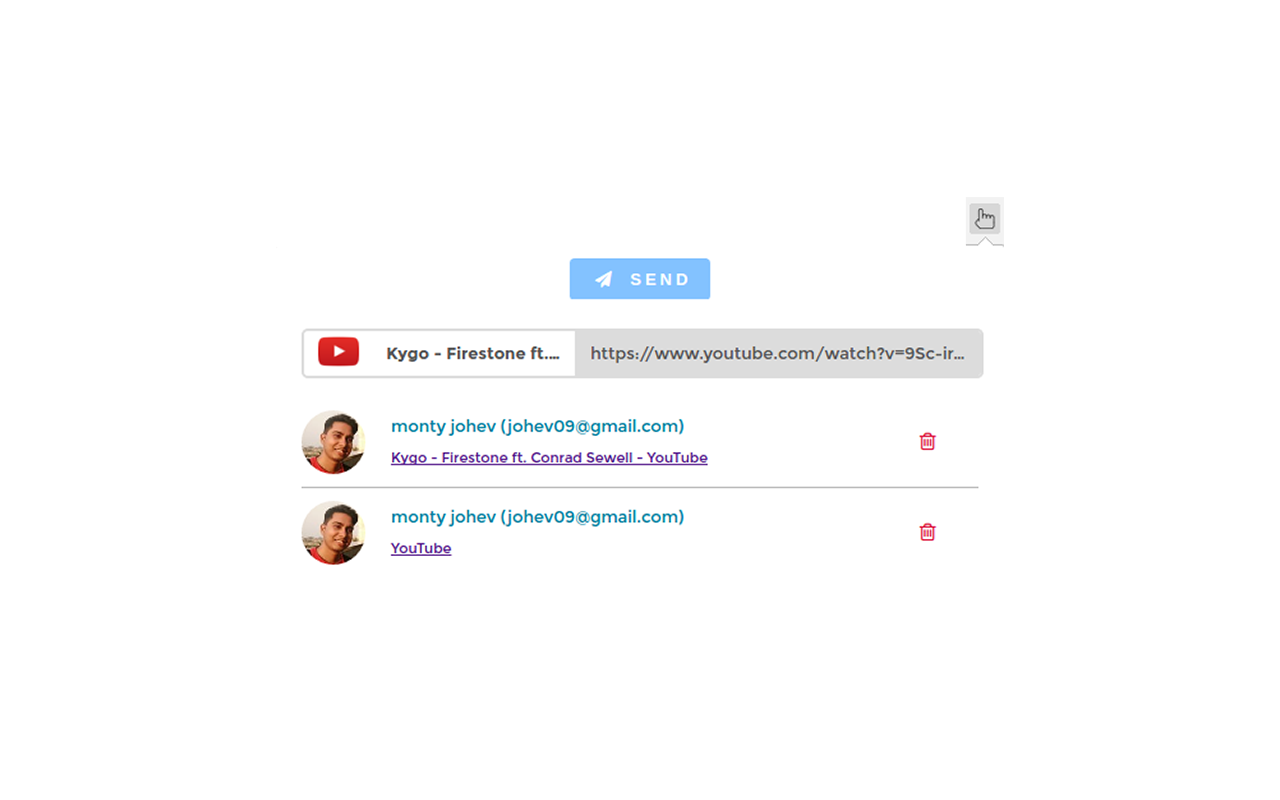 SEND
Kygo - Firestone ft.... https://www.youtube.com/watch?v=9Sc-ir...
monty johev (johev09@gmail.com)
Kygo - Firestone ft. Conrad Sewell - YouTube
monty johev (johev09@gmail.com)
YouTube